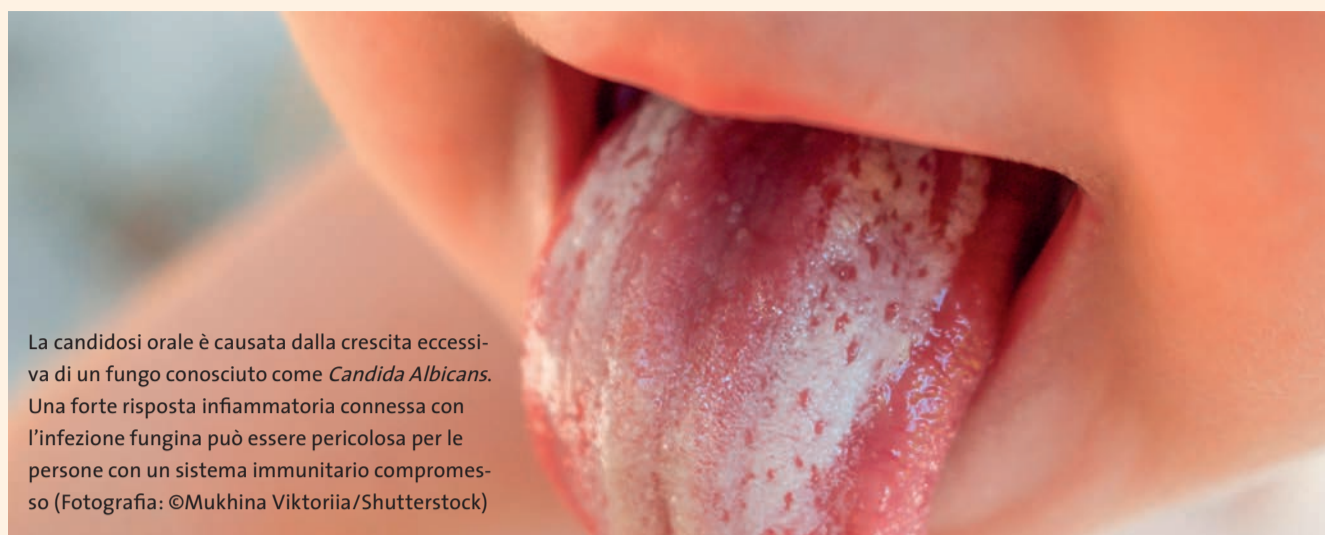 La candidosi orale è causata dalla crescita eccessi-
va di un fungo conosciuto come Candida Albicans.
Una forte risposta infiammatoria connessa con
l’infezione fungina può essere pericolosa per le
persone con un sistema immunitario compromes-
so (Fotografia: ©Mukhina Viktoriia/Shutterstock)